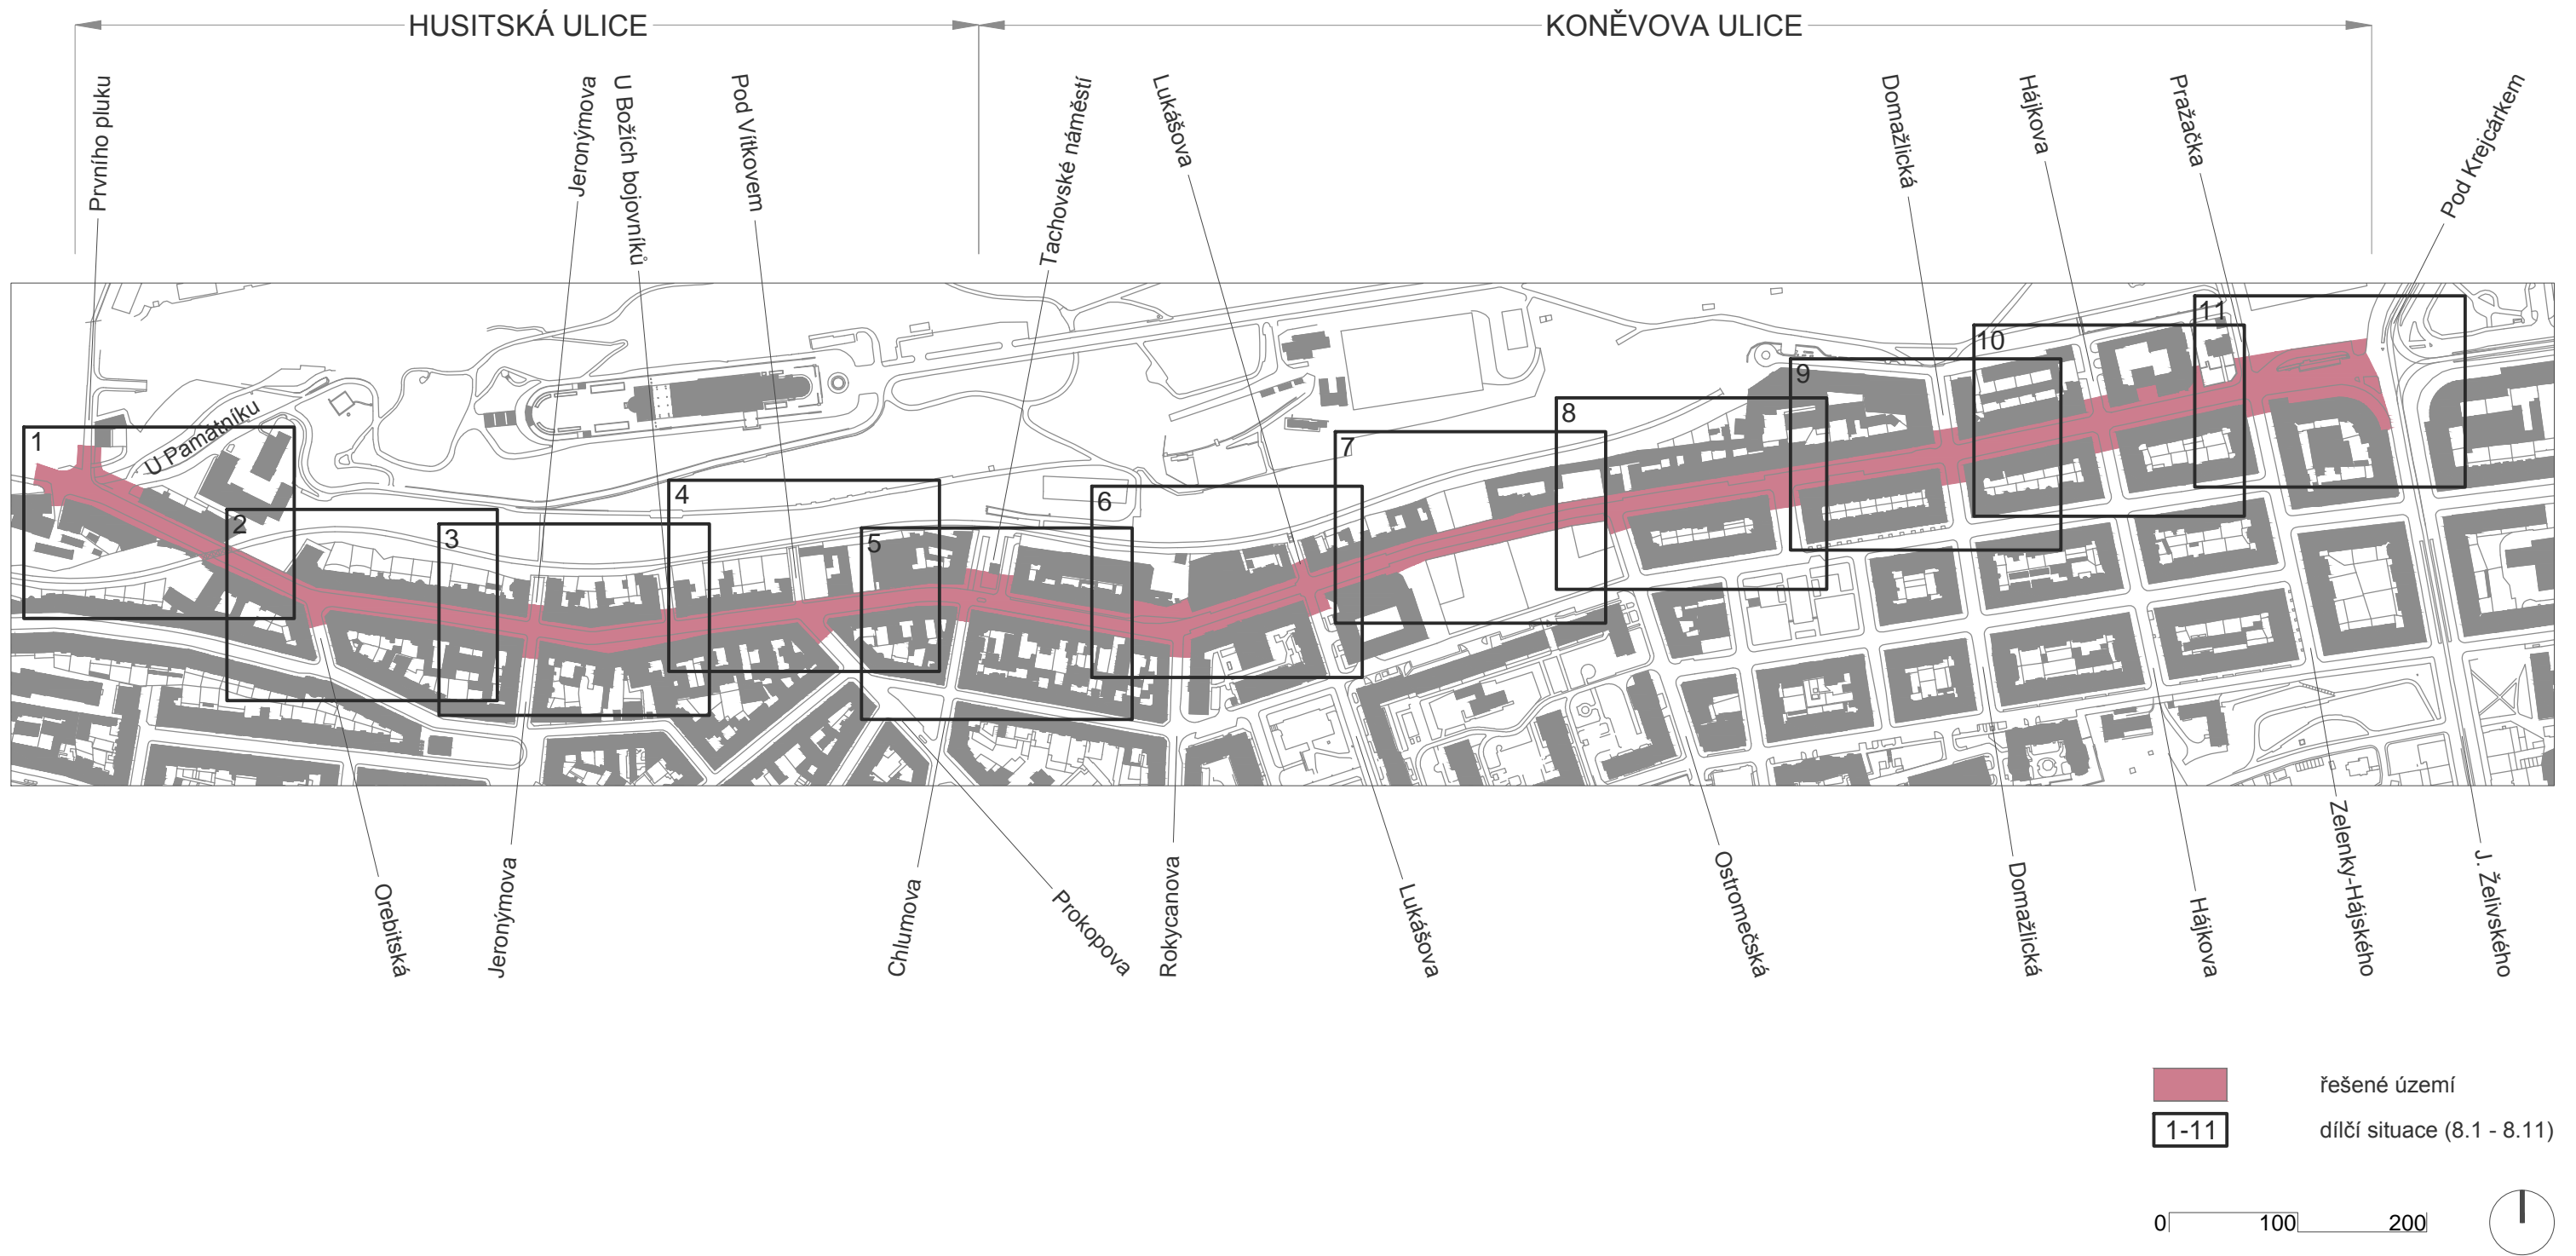 HUSITSKÁ ULICE
KONĚVOVA ULICE
Prvního pluku
Jeronýmova
U Božích bojovníků
Pod Vítkovem
Tachovské náměstí
Lukášova
Domažlická
Hájkova
Pražačka
Pod Krejcárkem
U Památníku
1
2
3
4
5
6
7
8
9
10
11
Orebitská
Jeronýmova
Chlumova
Prokopova
Rokycanova
Lukášova
Ostromečská
Domažlická
Hájkova
Zelenky-Hájského
J. Želivského
řešené území
1-11
dílčí situace (8.1 - 8.11)
0 100 200